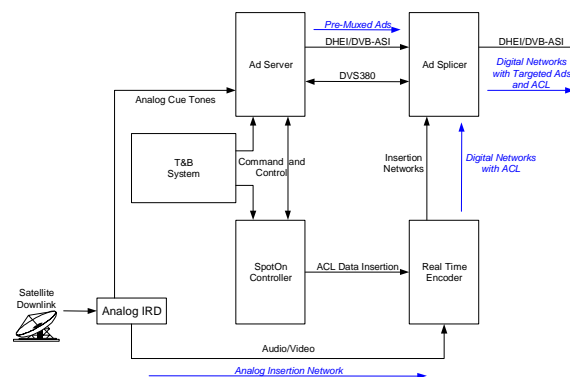 Pre-Muxed Ads
DHEI/DVB-ASI
DHEI/DVB-ASI
Ad Server
Ad Splicer
Digital Networks
with Targeted Ads
and ACL
DVS380
Analog Cue Tones
T&B
System
Command and
Control
Insertion
Networks
Digital Networks
with ACL
SpotOn
Controller
ACL Data Insertion
Real Time
Encoder
Satellite
Downlink
Analog IRD
Audio/Video
Analog Insertion Network